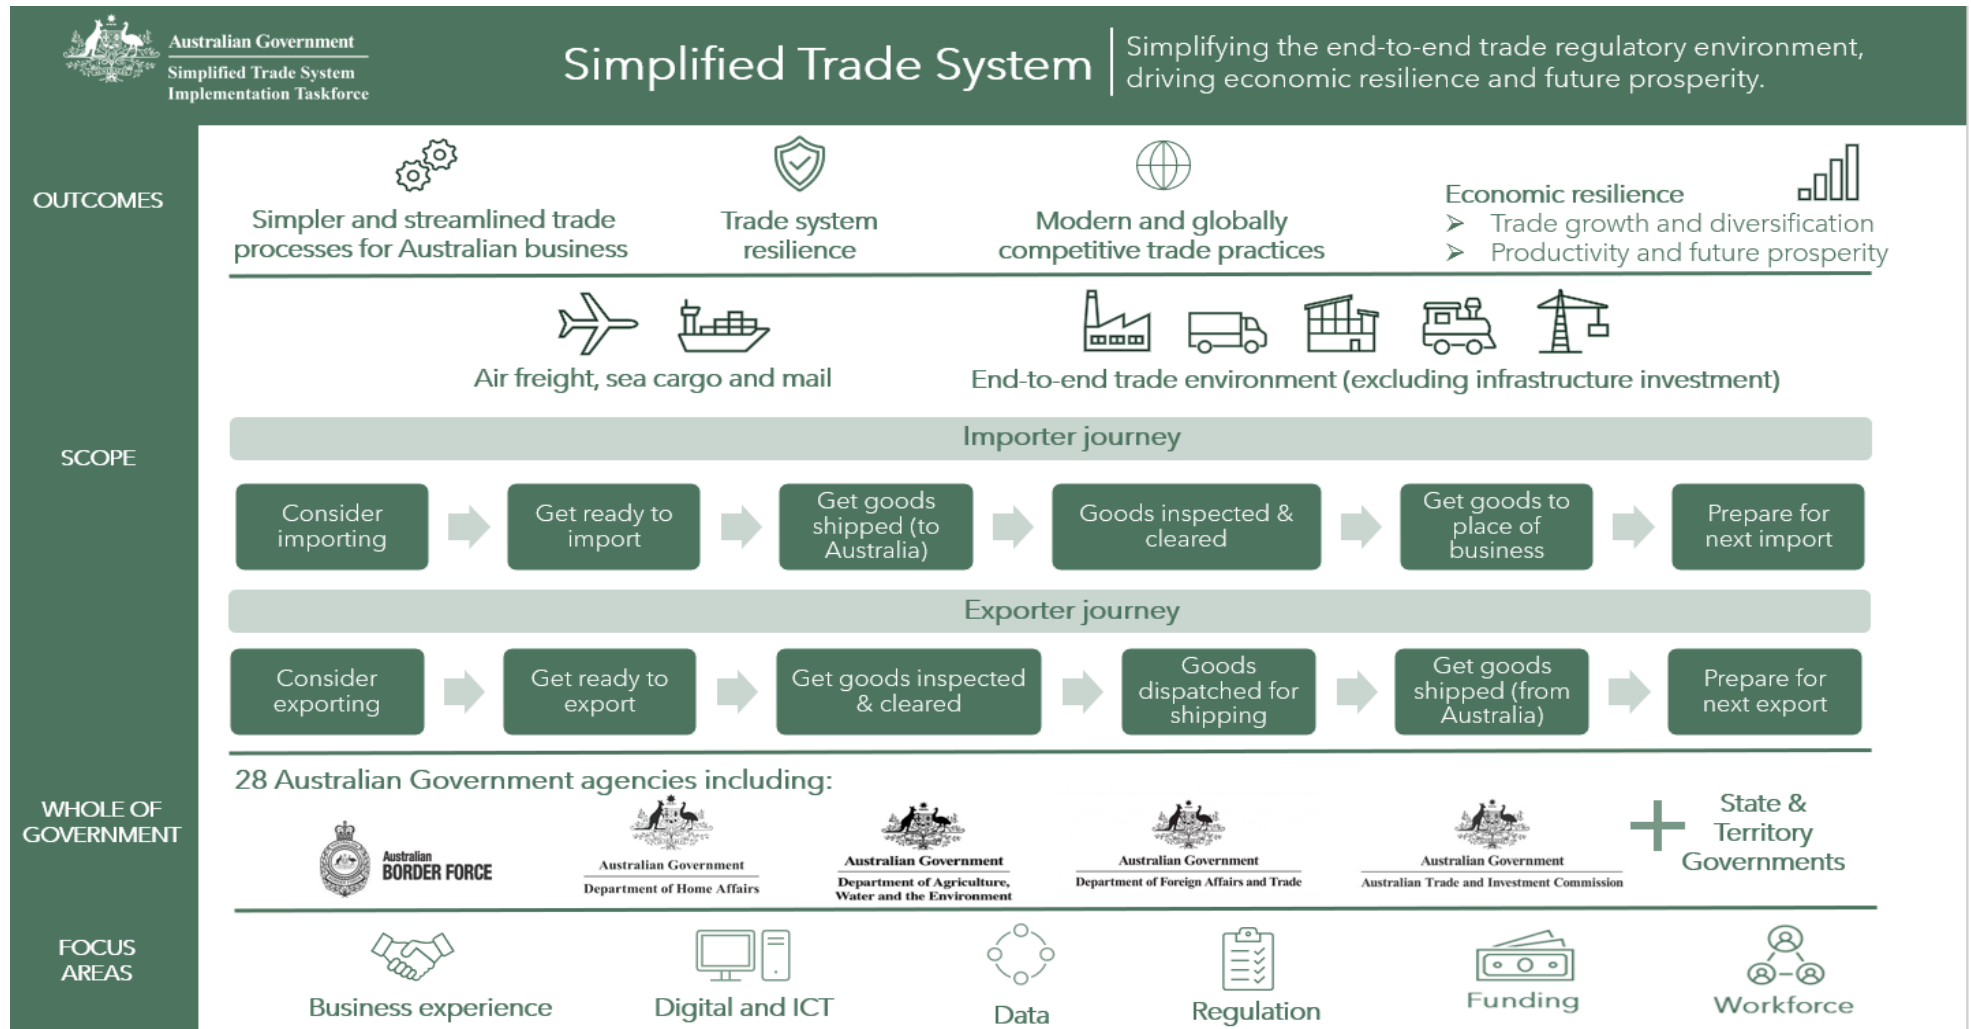 Australian Government
Simplified Trade System
Implementation Taskforce
Simplified Trade System
Simplifying the end-to-end trade regulatory environment,
driving economic resilience and future prosperity.
OUTCOMES
Simpler and streamlined trade
processes for Australian business
Trade system
resilience
Modern and globally
competitive trade practices
Economic resilience
➢ Trade growth and diversification
➢ Productivity and future prosperity
SCOPE
Air freight, sea cargo and mail
End-to-end trade environment (excluding infrastructure investment)
Importer journey
Consider
importing
Get ready to
import
Get goods
shipped (to
Australia)
Goods inspected &
cleared
Get goods to
place of
business
Prepare for
next import
Exporter journey
Consider
exporting
Get ready to
export
Get goods inspected
& cleared
Goods
dispatched for
shipping
Get goods
shipped (from
Australia)
Prepare for
next export
WHOLE OF
GOVERNMENT
28 Australian Government agencies including:
Australian
BORDER FORCE
Australian Government
Department of Home Affairs
Australian Government
Department of Agriculture,
Water and the Environment
Australian Government
Department of Foreign Affairs and Trade
Australian Government
Australian Trade and Investment Commission
+
State &
Territory
Governments
FOCUS
AREAS
Business experience
Digital and ICT
Data
Regulation
Funding
Workforce